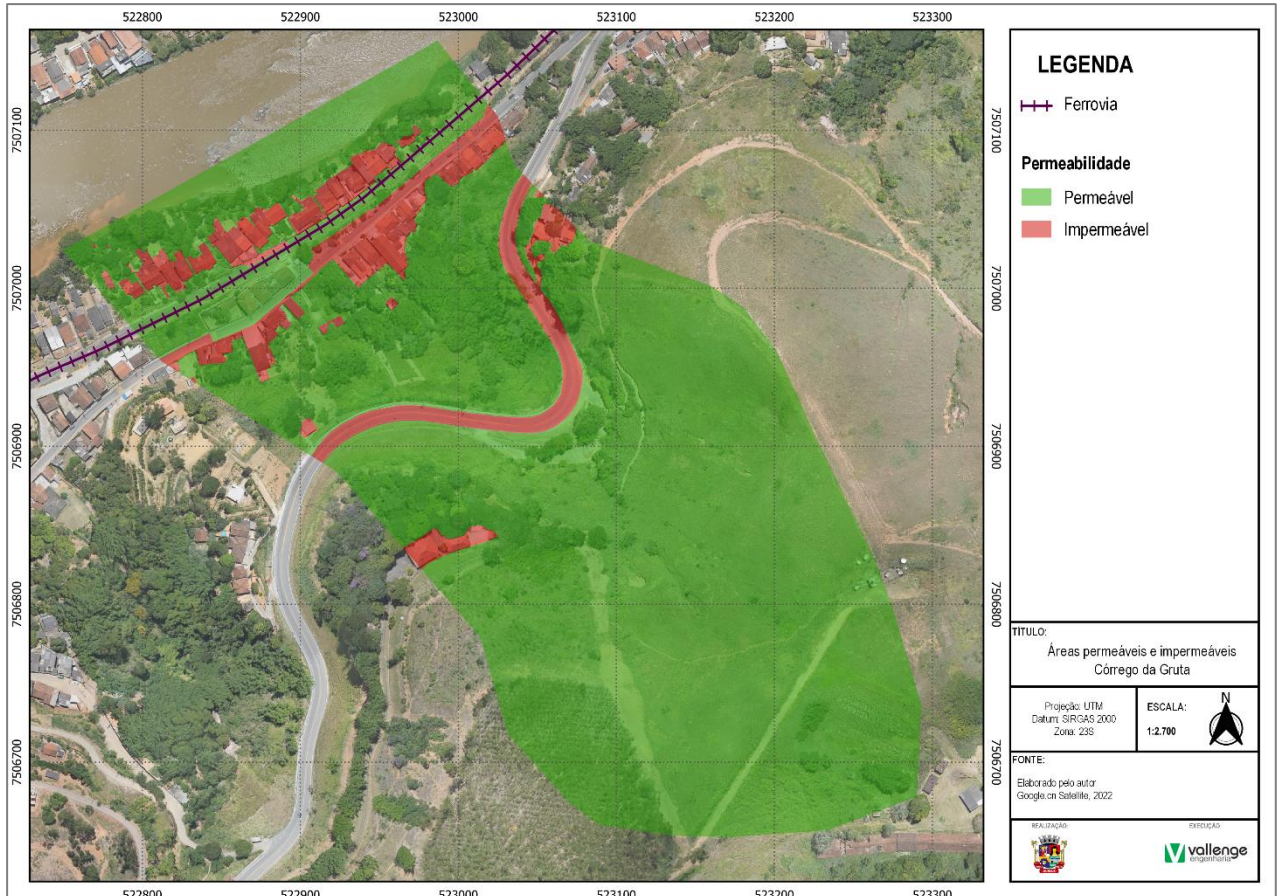 522800 522900 523000 523100 523200 523300
7507100
7507000
7506900
7506800
7506700
7507100
7507000
7506900
7506800
7506700
522800 522900 523000 523100 523200 523300
LEGENDA
Ferrovia
Permeabilidade
Permeável
Impermeável
TÍTULO:
Áreas permeáveis e impermeáveis
Córrego da Gruta
Projeção: UTM
Datum: SIRGAS 2000
Zona: 23S
ESCALA:
1:2.700
N
FONTE:
Elaborado pelo autor
Google.cn Satellite, 2022
REALIZAÇÃO:
EXECUÇÃO:
vallenge
engenharia